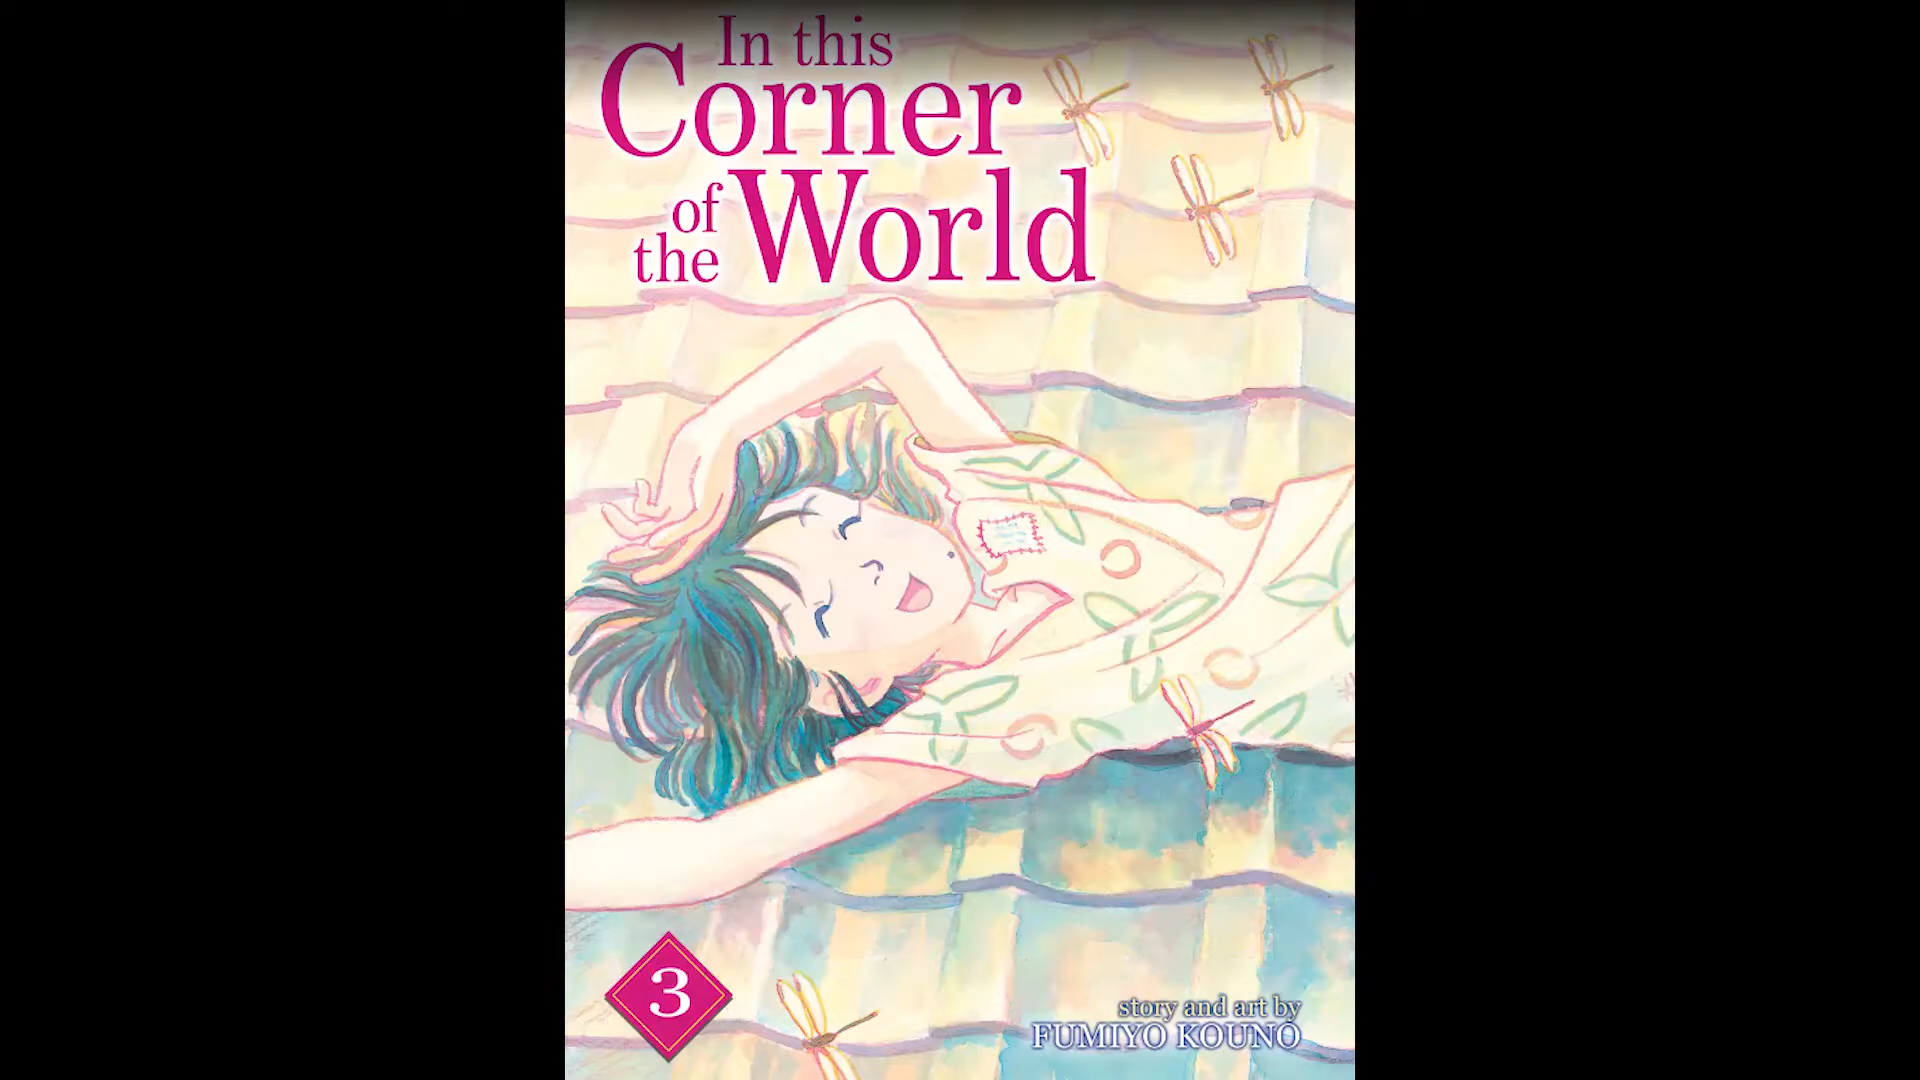 In this
Corner
of the World
3
story and art by
FUMIYO KOUNO